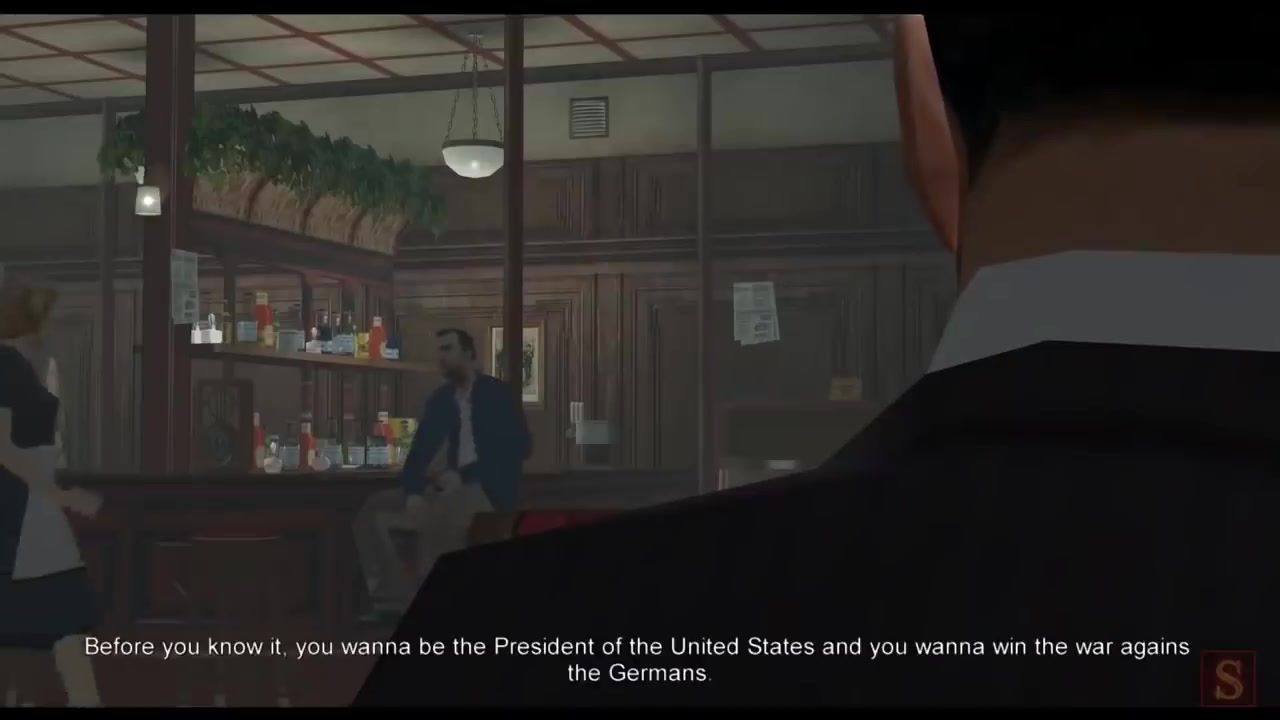 Before you know it, you wanna be the President of the United States and you wanna win the war agains
the Germans.
S